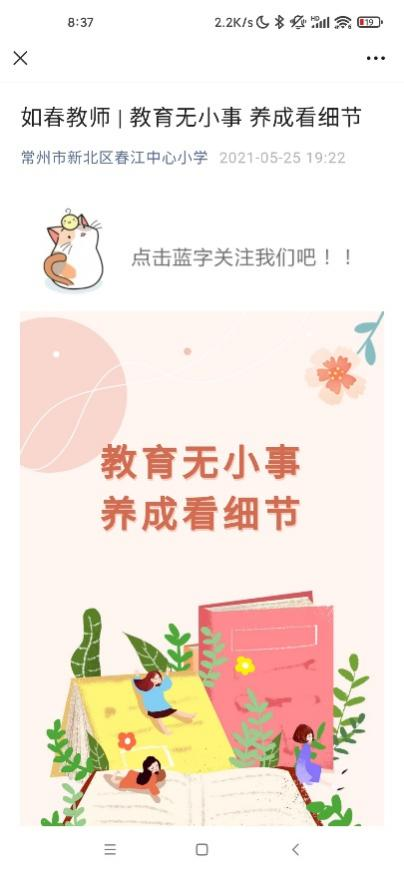 8:37 2.2K/s HD 19
如春教师 | 教育无小事 养成看细节
常州市新北区春江中心小学 2021-05-25 19:22
点击蓝字关注我们吧！！
教育无小事
养成看细节